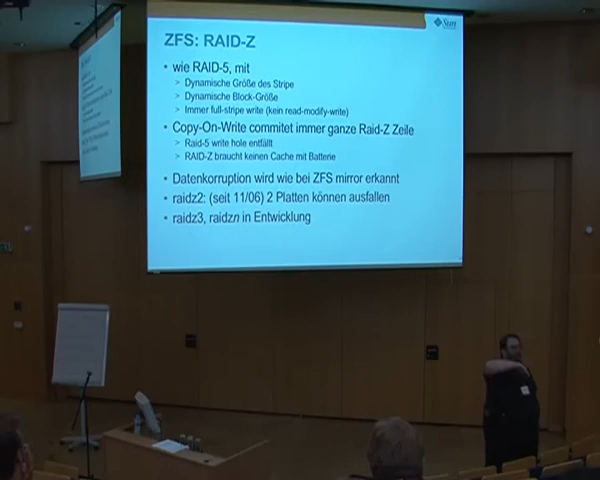 Sun
ZFS: RAID-Z
• wie RAID-5, mit
> Dynamische Größe des Stripe
> Dynamische Block-Größe
> Immer full-stripe write (kein read-modify-write)
• Copy-On-Write commitet immer ganze Raid-Z Zeile
> Raid-5 write hole entfällt
> RAID-Z braucht keinen Cache mit Batterie
• Datenkorruption wird wie bei ZFS mirror erkannt
• raidz2: (seit 11/06) 2 Platten können ausfallen
• raidz3, raidzn in Entwicklung